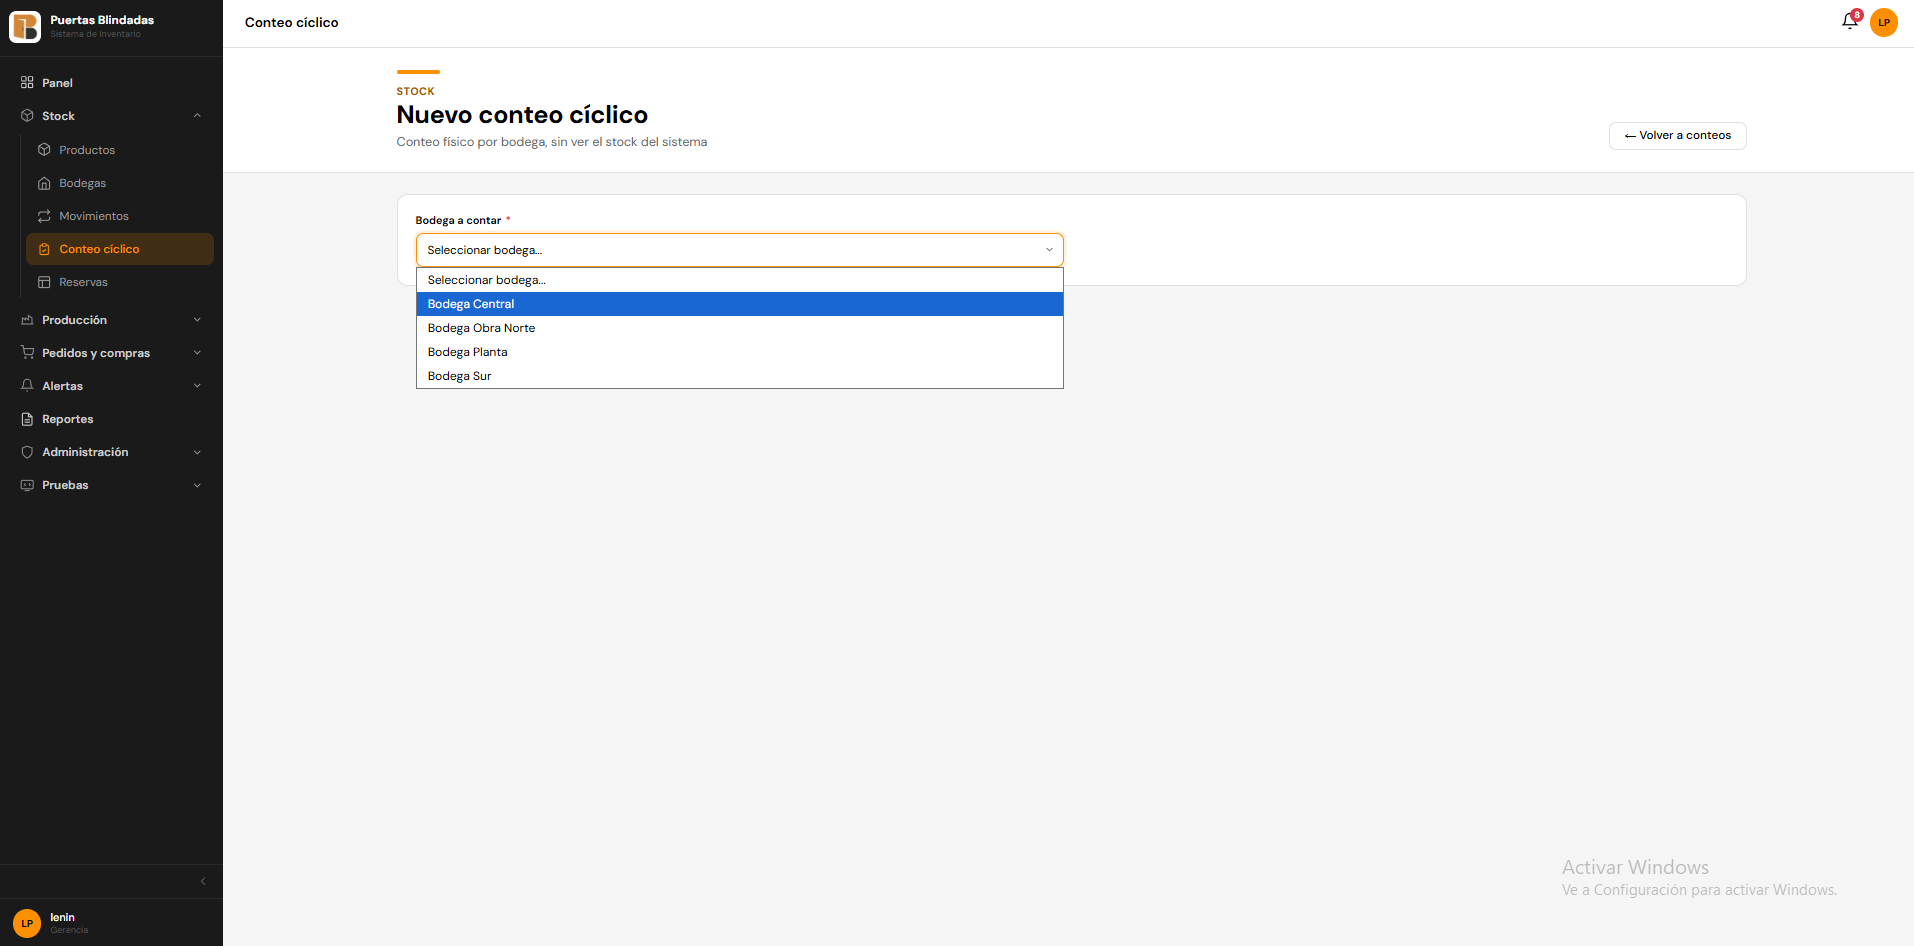 Puertas Blindadas
Sistema de Inventario
Panel
Stock
Productos
Bodegas
Movimientos
Conteo cíclico
Reservas
Producción
Pedidos y compras
Alertas
Reportes
Administración
Pruebas
LP
lenin
Gerencia
Conteo cíclico
8
LP
STOCK
Nuevo conteo cíclico
Conteo físico por bodega, sin ver el stock del sistema
← Volver a conteos
Bodega a contar *
Seleccionar bodega...
Seleccionar bodega...
Bodega Central
Bodega Obra Norte
Bodega Planta
Bodega Sur
Activar Windows
Ve a Configuración para activar Windows.